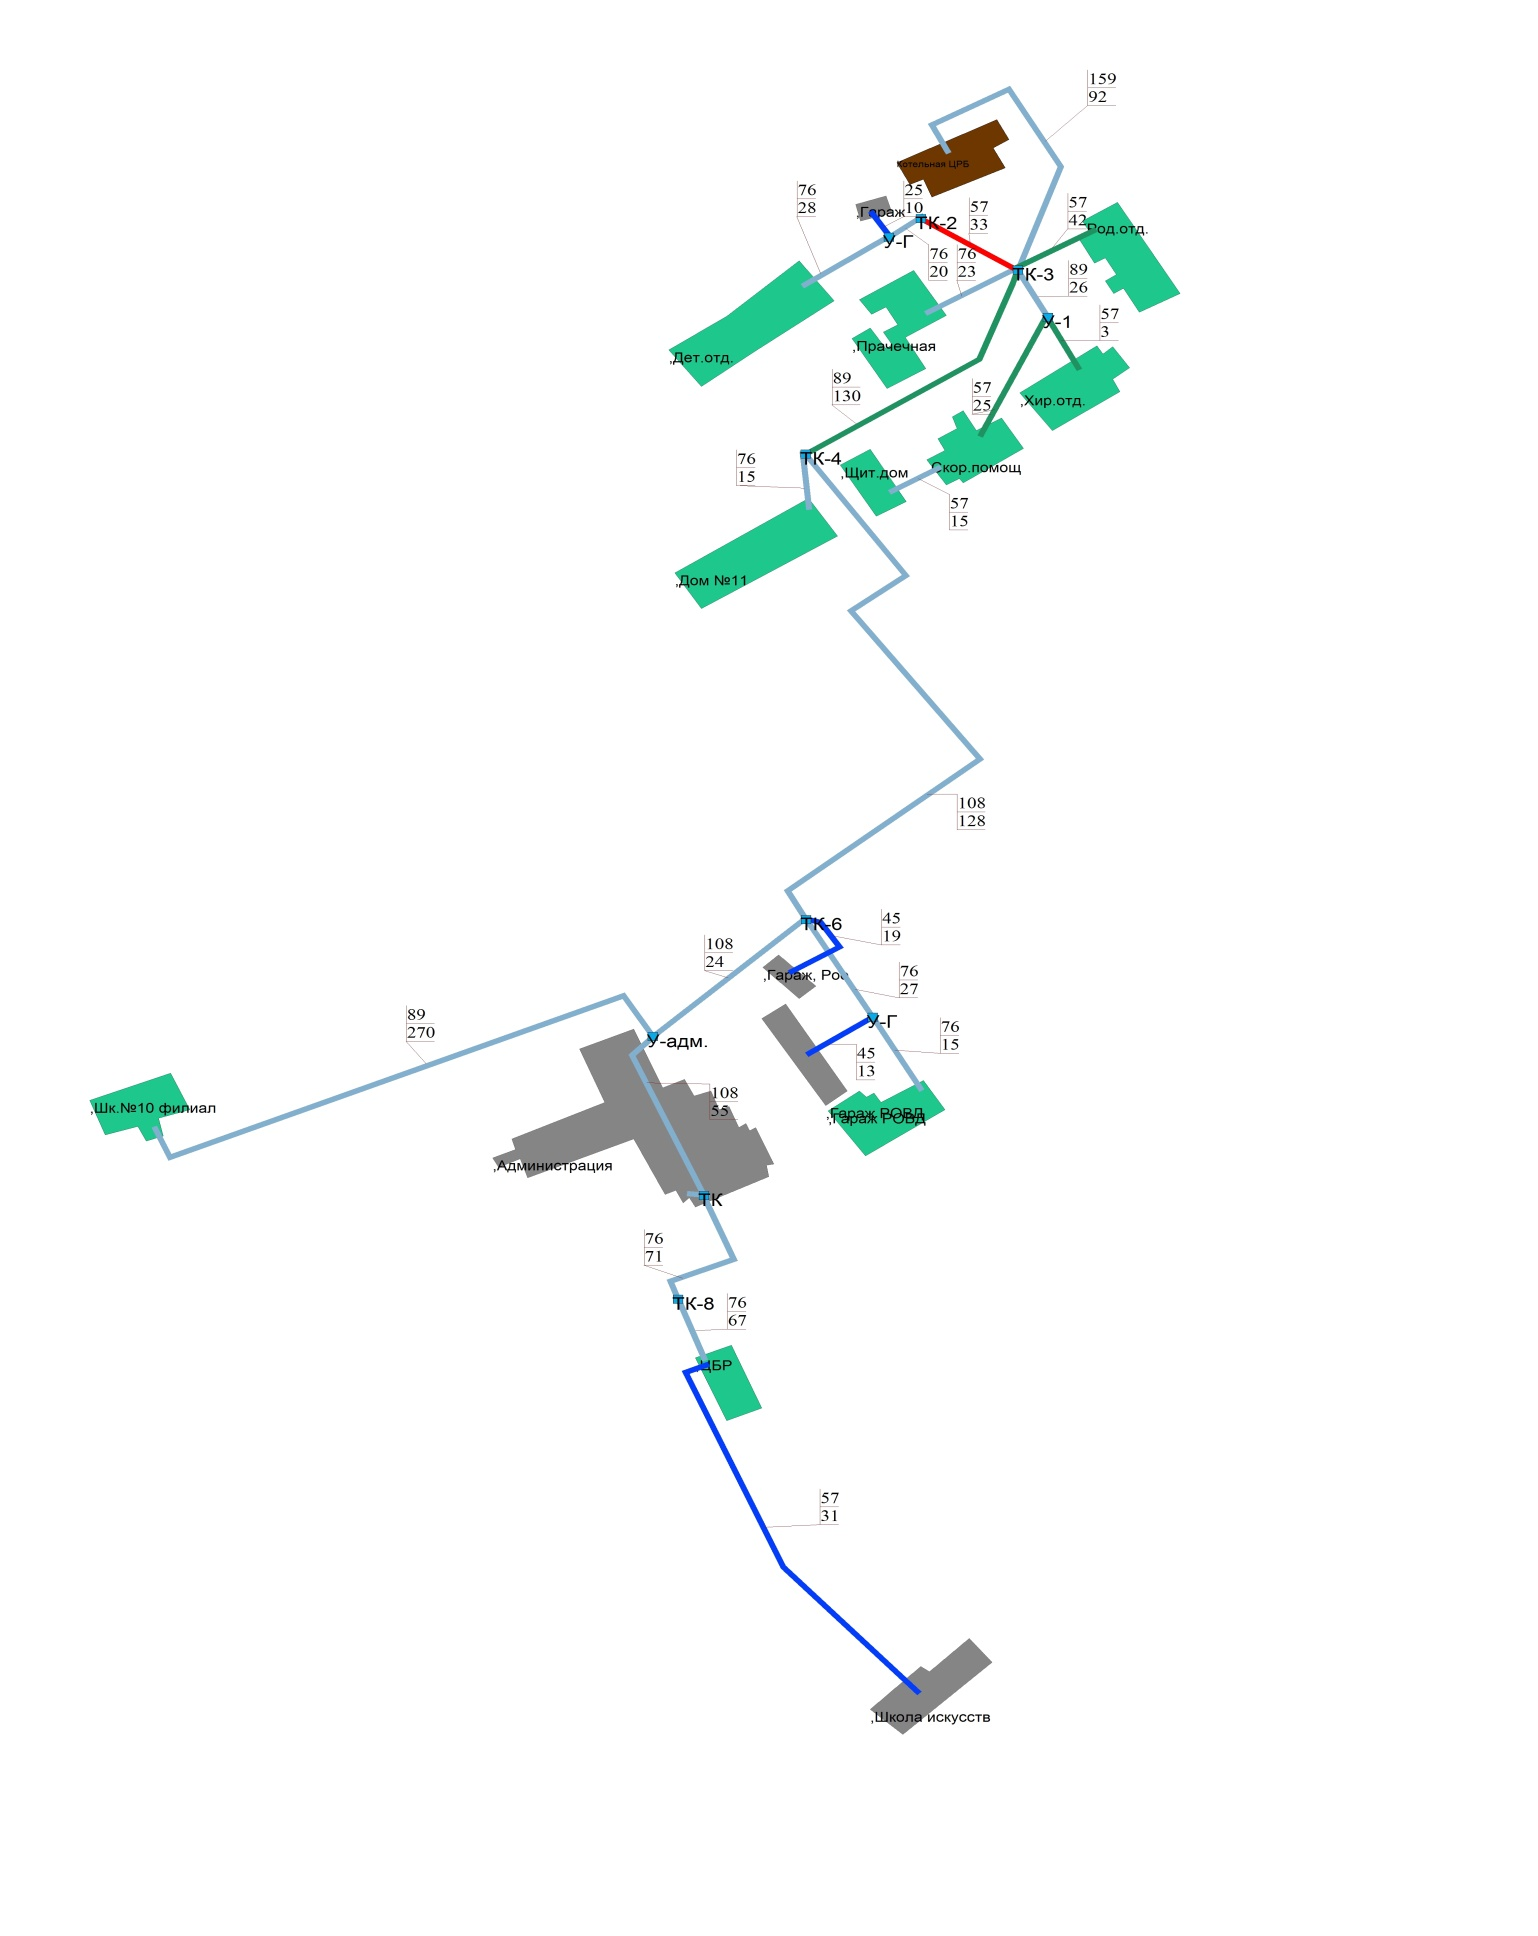 159
92
Котельная ЦРБ
76
28
25
10
,Гараж
ТК-2
57
33
57
42
Род.отд.
У-Г
76
20
76
23
ТК-3
89
26
У-1
57
3
,Прачечная
,Дет.отд.
89
130
57
25
,Хир.отд.
ТК-4
76
15
,Щит.дом
Скор.помощ
57
15
,Дом №11
108
128
ТК-6
45
19
108
24
,Гараж, Рос
76
27
89
270
У-Г
76
15
У-адм.
45
13
108
55
,Шк.№10 филиал
,Гараж РОВД
,Гараж РОВД
,Администрация
ТК
76
71
ТК-8
76
67
,ЦБР
57
31
,Школа искусств